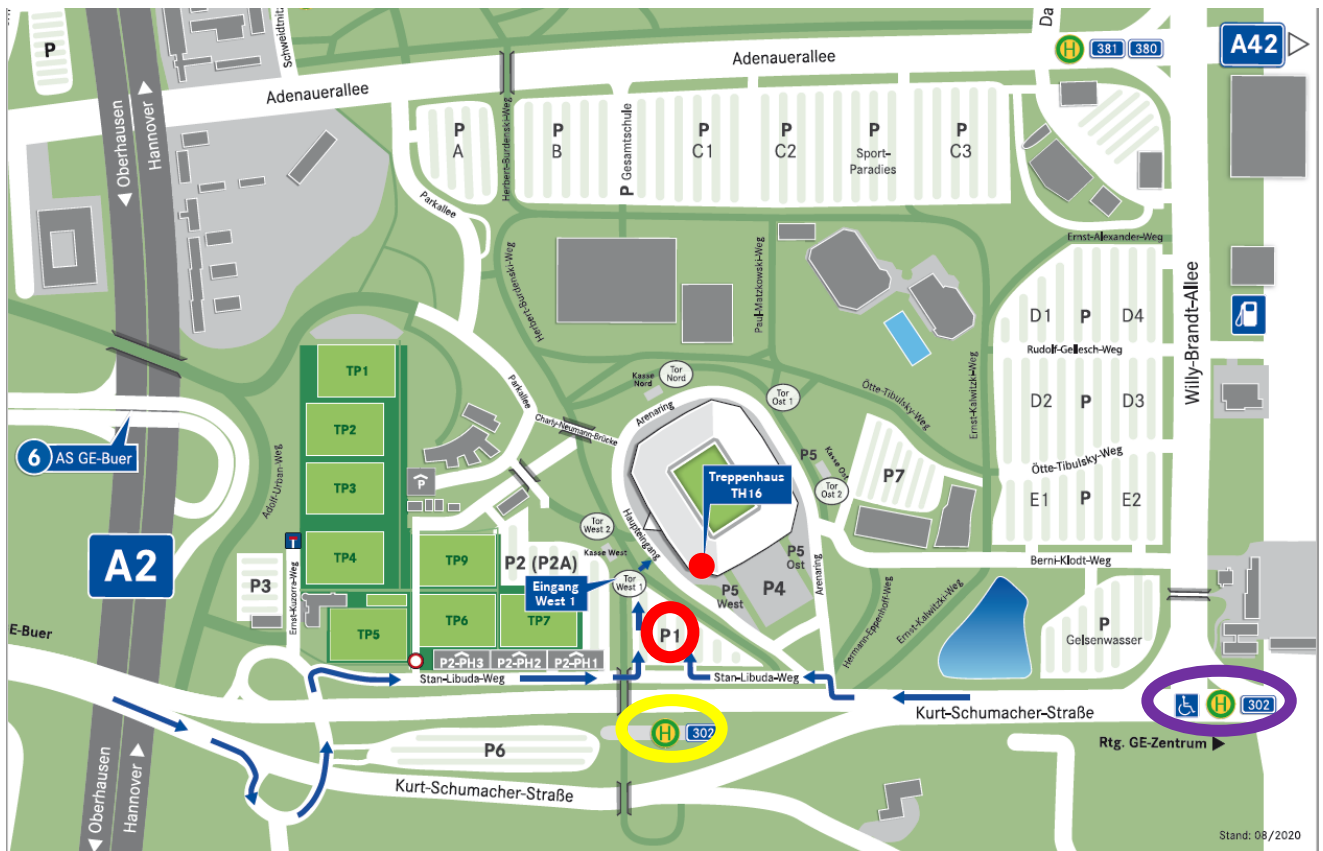 Schweidtnitz
Da
P
H 381 380
A42
Adenauerallee
Adenauerallee
Oberhausen
Hannover
P
A
P
B
P Gesamtschule
P
C1
P
C2
P
Sport-
Paradies
P
C3
Herbert-Burdenski-Weg
Parkallee
Herbert-Burdenski-Weg
Paul-Matzkowski-Weg
Ernst-Alexander-Weg
Willy-Brandt-Allee
D1 P D4
Rudolf-Gellesch-Weg
TP1
Kasse
Nord
Tor
Nord
Tor
Ost 1
Ötte-Tibulsky-Weg
Ernst-Kalwitzki-Weg
Parkallee
Arenaring
D2 P D3
TP2
Charly-Neumann-Brücke
6 AS GE-Buer
Adolf-Urban-Weg
P5
Kasse Ost
Ötte-Tibulsky-Weg
TP3
P
Treppenhaus
TH16
Tor
Ost 2
P7
E1 P E2
Tor
West 2
Haupteingang
A2
TP4
TP9
P2 (P2A)
Kasse West
P5
Ost
Arenaring
Berni-Klodt-Weg
P3
Ernst-Kuzorra-Weg
Eingang
West 1
Tor
West 1
P5
West
P4
Hermann-Eppenhoff-Weg
Ernst-Kalwitzki-Weg
TP5
TP6
TP7
P1
P
Gelsenwasser
E-Buer
P2-PH3
P2-PH2
P2-PH1
Stan-Libuda-Weg
Stan-Libuda-Weg
Kurt-Schumacher-Straße
H 302
H 302
Rtg. GE-Zentrum
P6
Kurt-Schumacher-Straße
Oberhausen
Hannover
Stand: 08/2020